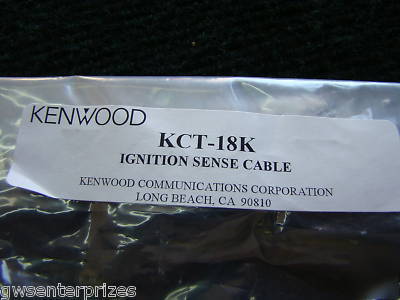 KENWOOD
KCT-18K
IGNITION SENSE CABLE
KENWOOD COMMUNICATIONS CORPORATION
LONG BEACH, CA 90810
gwsenterprizes